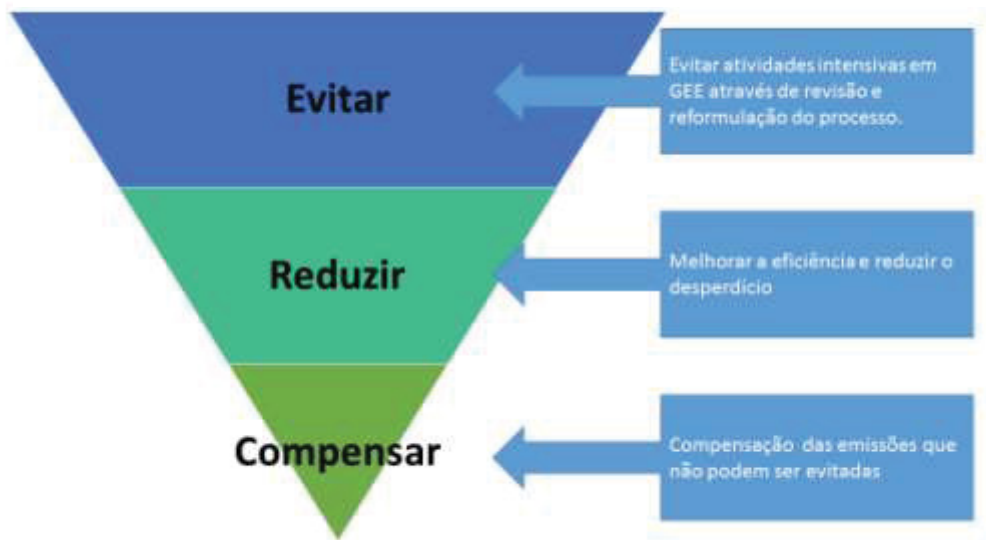 Evitar
Evitar atividades intensivas em
GEE através de revisão e
reformulação do processo.
Reduzir
Melhorar a eficiência e reduzir o
desperdício
Compensar
Compensação das emissões que
não podem ser evitadas